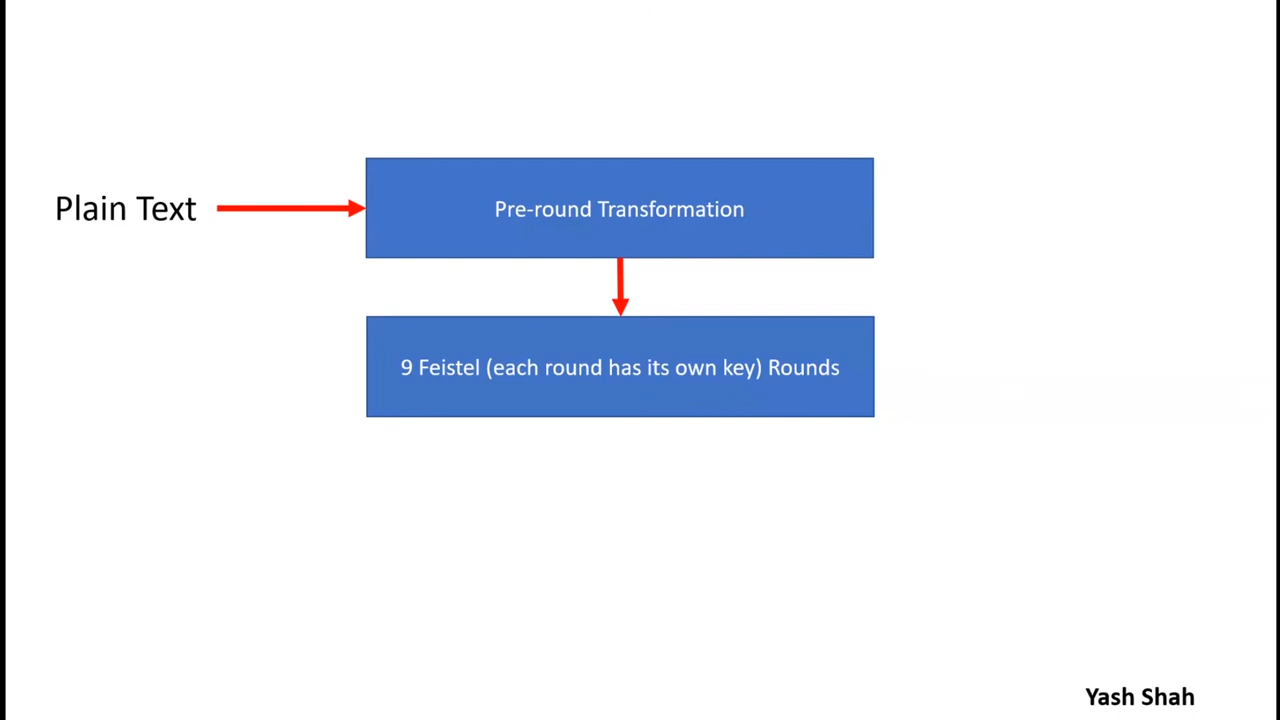 Plain Text
Pre-round Transformation
9 Feistel (each round has its own key) Rounds
Yash Shah